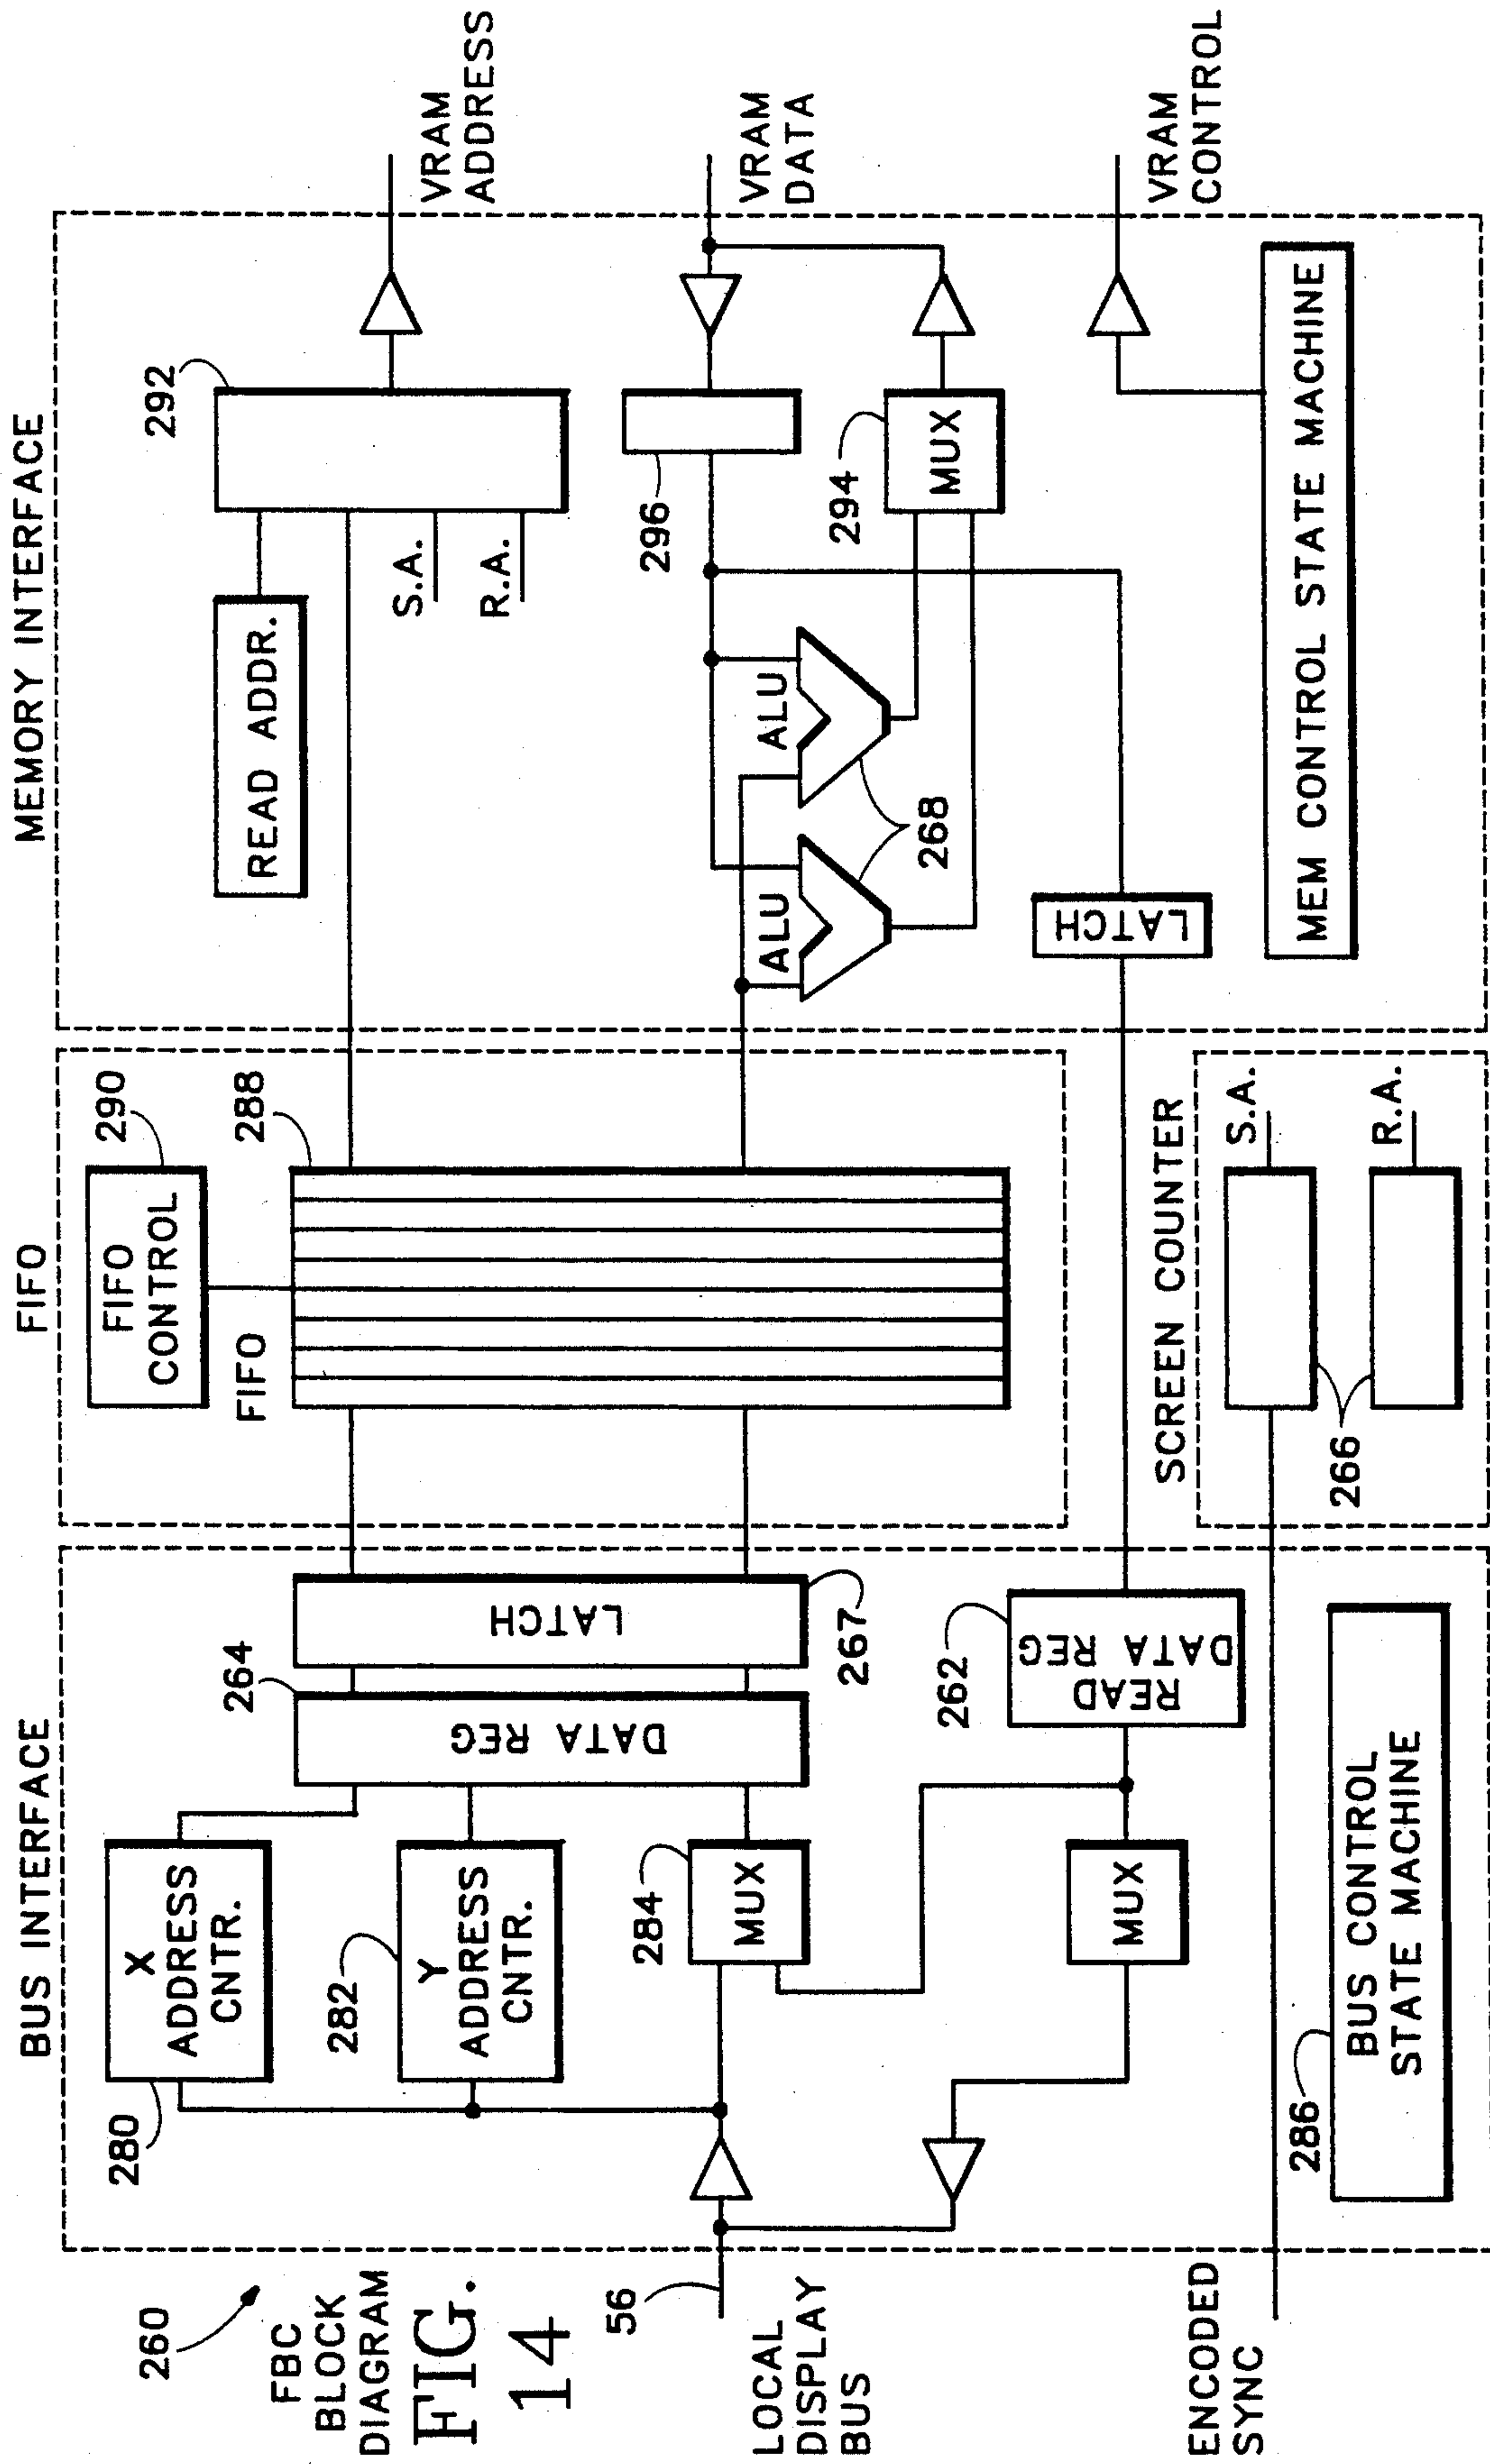 260
FBC
BLOCK
DIAGRAM
FIG.
14
56
LOCAL
DISPLAY
BUS
ENCODED
SYNC
BUS INTERFACE
280
X
ADDRESS
CNTR.
282
Y
ADDRESS
CNTR.
284
MUX
264
DATA REG
LATCH
267
262
READ
DATA REG
MUX
286
BUS CONTROL
STATE MACHINE
FIFO
290
FIFO
CONTROL
FIFO
288
SCREEN COUNTER
266
S.A.
R.A.
MEMORY INTERFACE
READ ADDR.
292
S.A.
R.A.
296
ALU
ALU
268
294
MUX
LATCH
MEM CONTROL STATE MACHINE
VRAM
ADDRESS
VRAM
DATA
VRAM
CONTROL